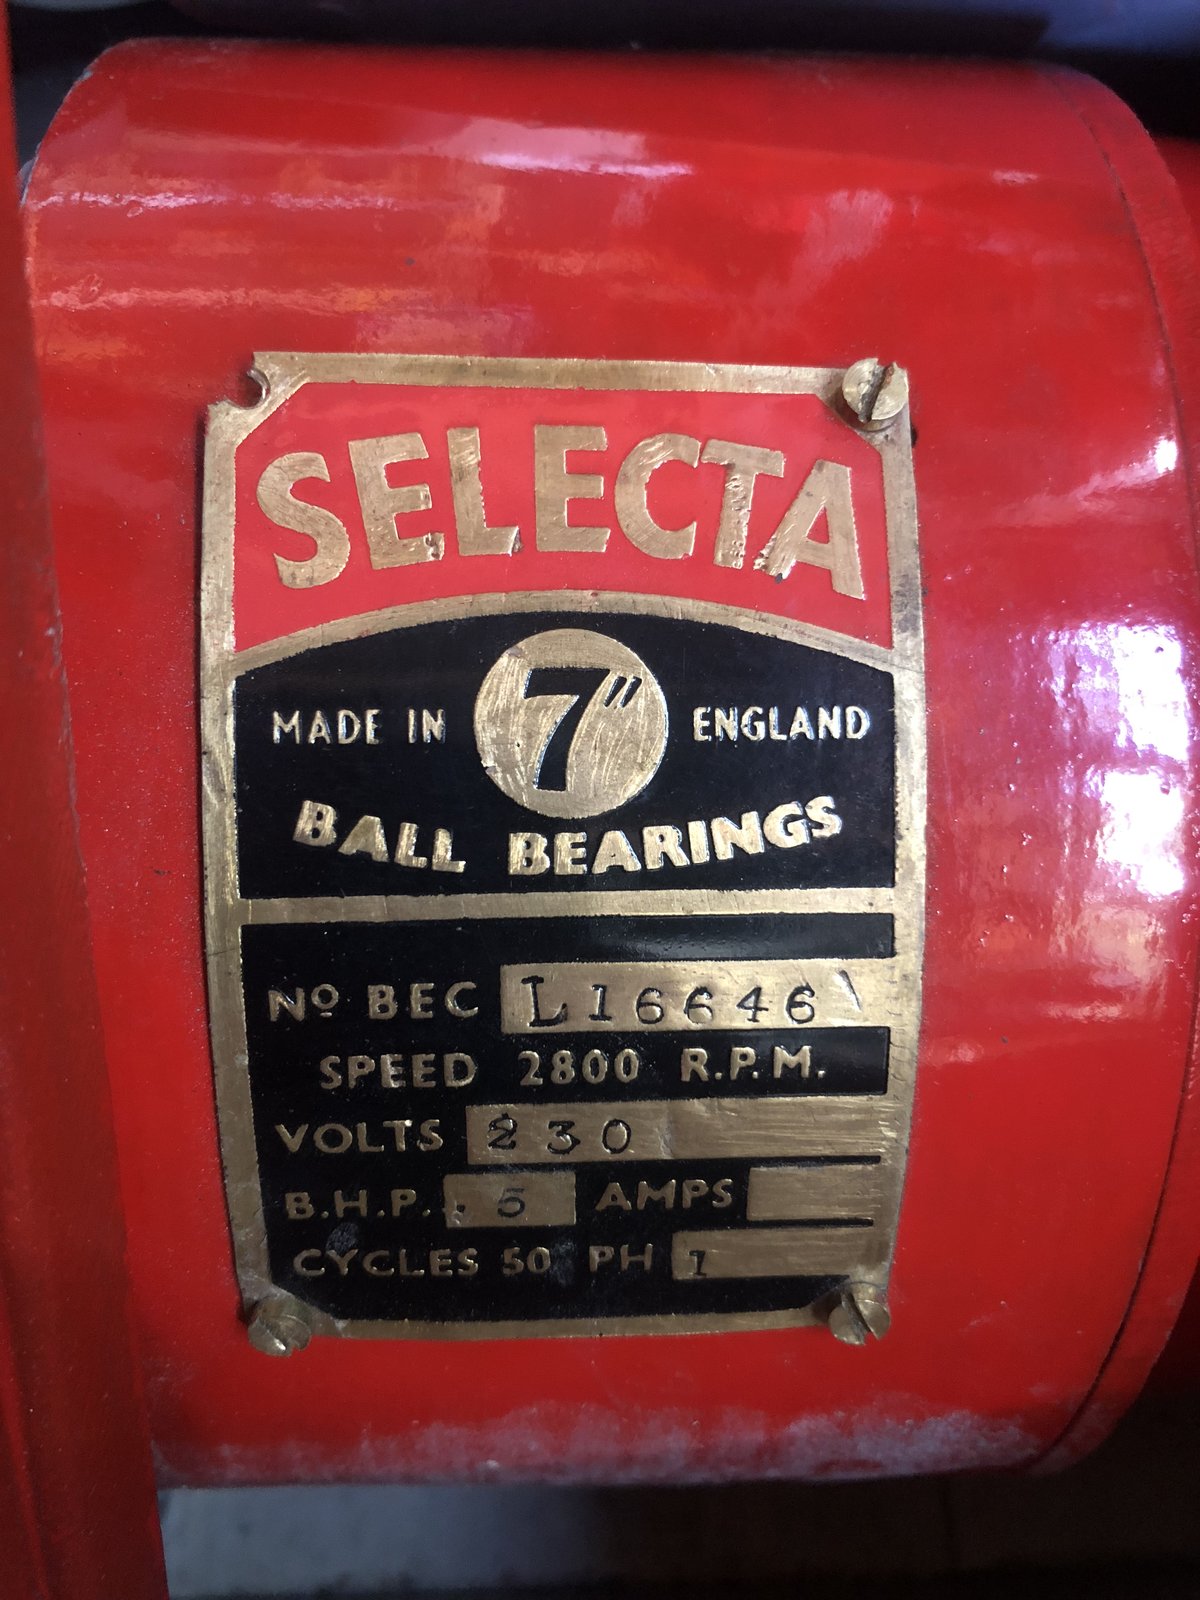 SELECTA
MADE IN 7" ENGLAND
BALL BEARINGS
Nº BEC L16646
SPEED 2800 R.P.M.
VOLTS 230
B.H.P. .5 AMPS
CYCLES 50 PH 1